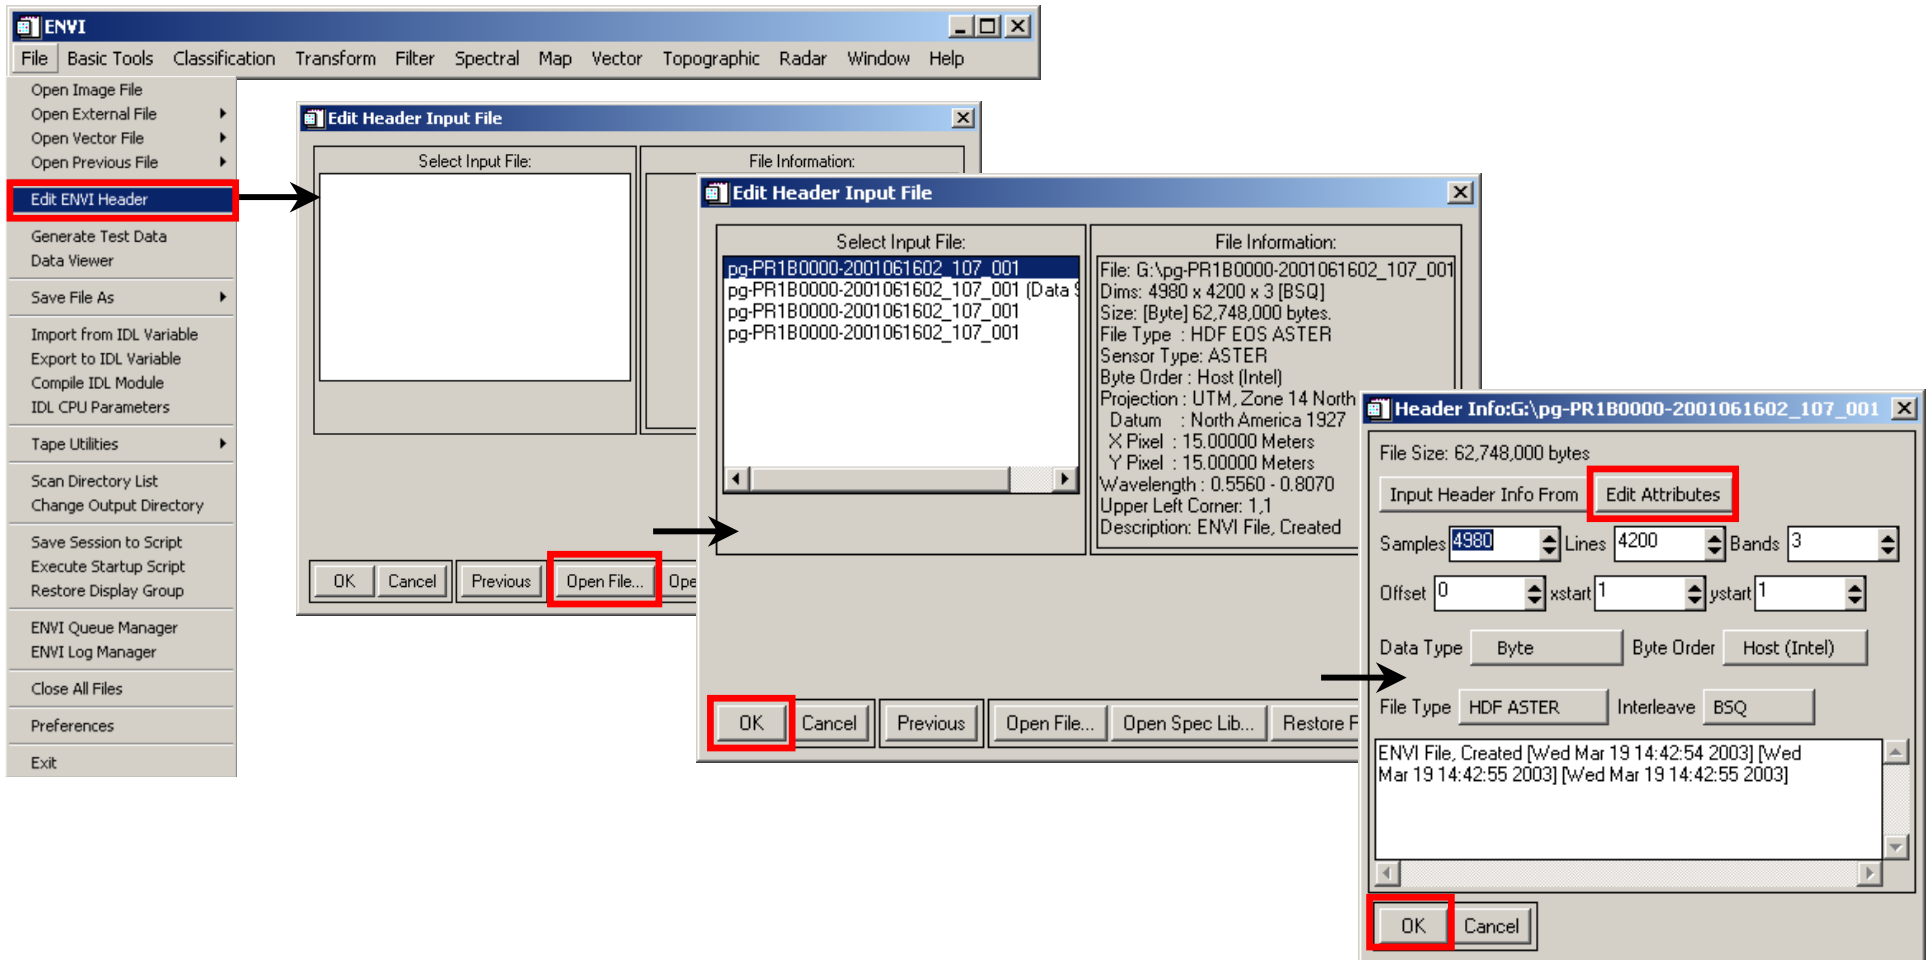 ENVI
File Basic Tools Classification Transform Filter Spectral Map Vector Topographic Radar Window Help
Open Image File
Open External File
Open Vector File
Open Previous File
Edit ENVI Header
Generate Test Data
Data Viewer
Save File As
Import from IDL Variable
Export to IDL Variable
Compile IDL Module
IDL CPU Parameters
Tape Utilities
Scan Directory List
Change Output Directory
Save Session to Script
Execute Startup Script
Restore Display Group
ENVI Queue Manager
ENVI Log Manager
Close All Files
Preferences
Exit
Edit Header Input File
Select Input File:
File Information:
OK Cancel Previous Open File... Ope
Edit Header Input File
Select Input File:
pg-PR1B0000-2001061602_107_001
pg-PR1B0000-2001061602_107_001 (Data S
pg-PR1B0000-2001061602_107_001
pg-PR1B0000-2001061602_107_001
File Information:
File: G:\pg-PR1B0000-2001061602_107_001
Dims: 4980 x 4200 x 3 [BSQ]
Size: [Byte] 62,748,000 bytes.
File Type : HDF EOS ASTER
Sensor Type: ASTER
Byte Order : Host (Intel)
Projection : UTM, Zone 14 North
Datum : North America 1927
X Pixel : 15.00000 Meters
Y Pixel : 15.00000 Meters
Wavelength : 0.5560 - 0.8070
Upper Left Corner: 1,1
Description: ENVI File, Created
OK Cancel Previous Open File... Open Spec Lib... Restore F
Header Info:G:\pg-PR1B0000-2001061602_107_001
File Size: 62,748,000 bytes
Input Header Info From Edit Attributes
Samples 4980 Lines 4200 Bands 3
Offset 0 xstart 1 ystart 1
Data Type Byte Byte Order Host (Intel)
File Type HDF ASTER Interleave BSQ
ENVI File, Created [Wed Mar 19 14:42:54 2003] [Wed
Mar 19 14:42:55 2003] [Wed Mar 19 14:42:55 2003]
OK Cancel